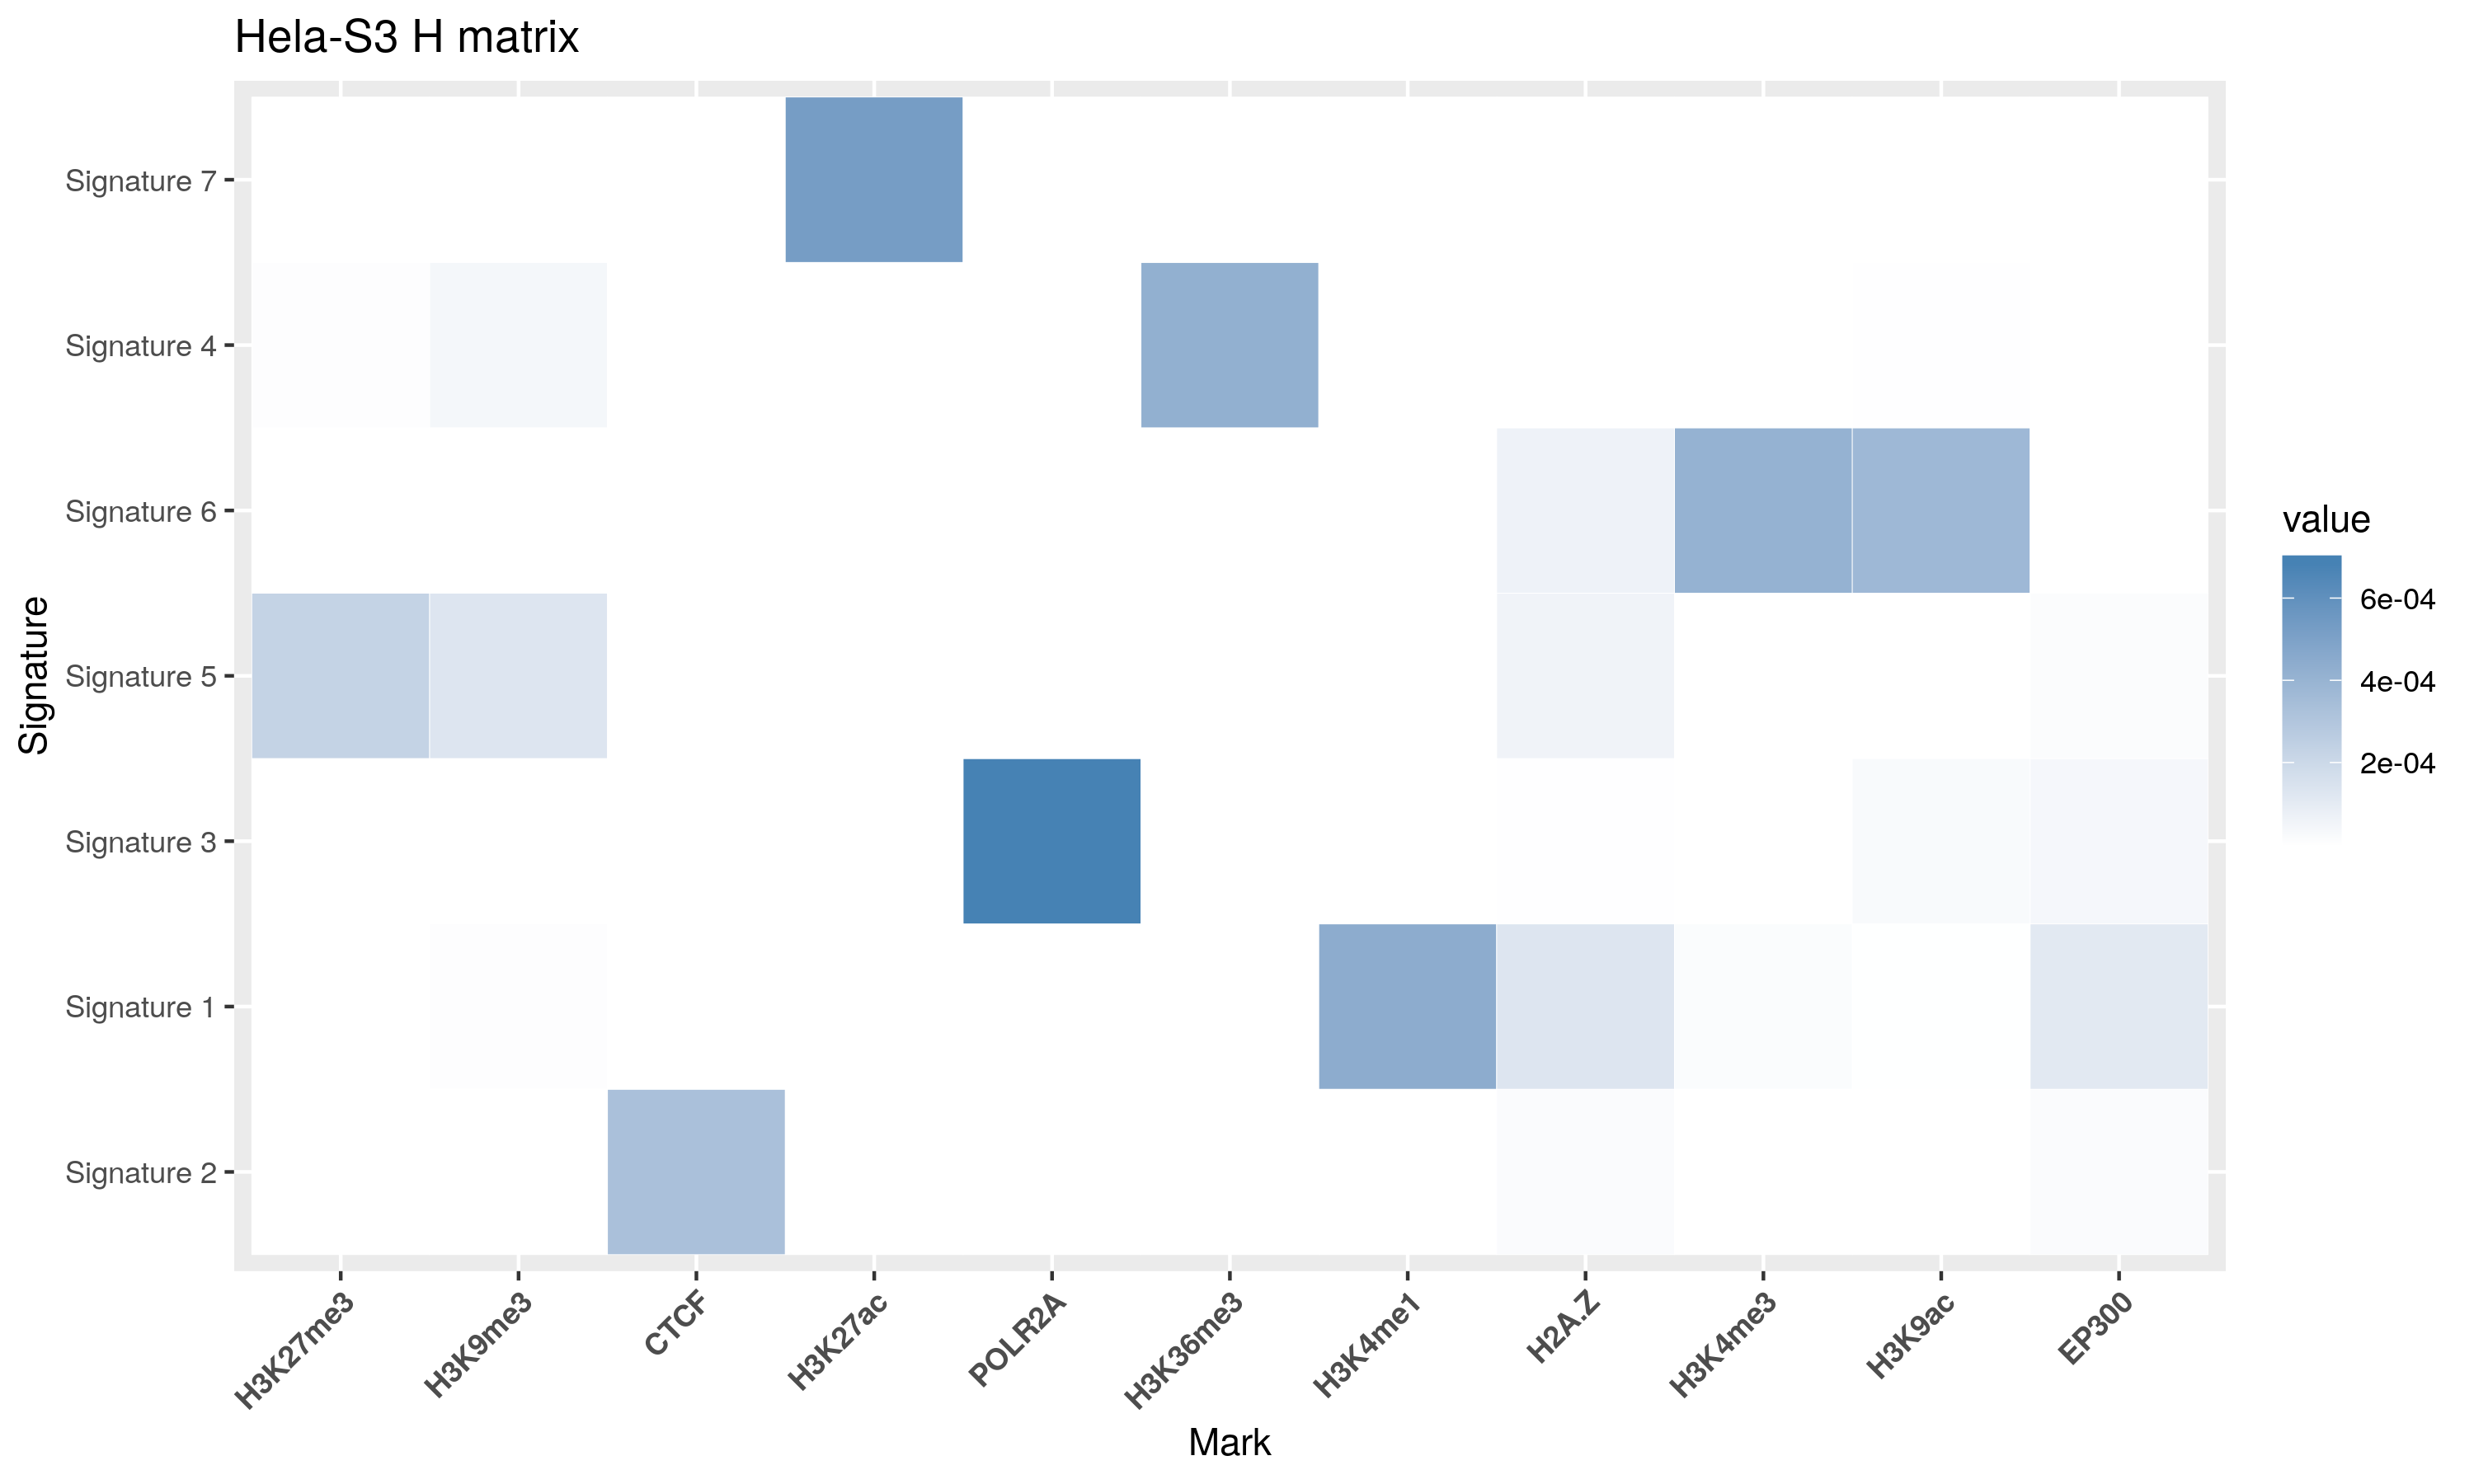 Hela-S3 H matrix
Signature
Signature 7
Signature 4
Signature 6
Signature 5
Signature 3
Signature 1
Signature 2
H3K27me3
H3K9me3
CTCF
H3K27ac
POLR2A
H3K36me3
H3K4me1
H2A.Z
H3K4me3
H3K9ac
EP300
Mark
value
6e-04
4e-04
2e-04